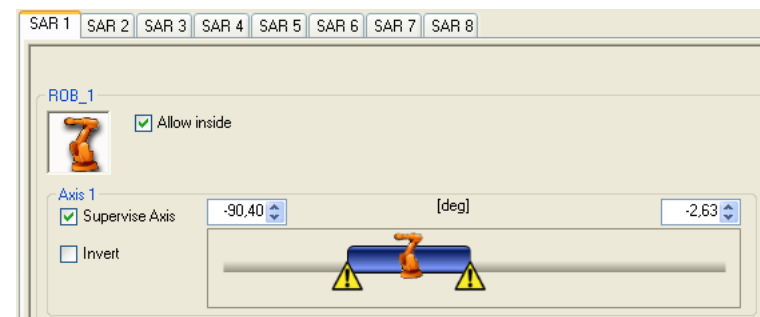 SAR 1 SAR 2 SAR 3 SAR 4 SAR 5 SAR 6 SAR 7 SAR 8
ROB_1
Allow inside
Axis 1
Supervise Axis -90,40 [deg] -2,63
Invert